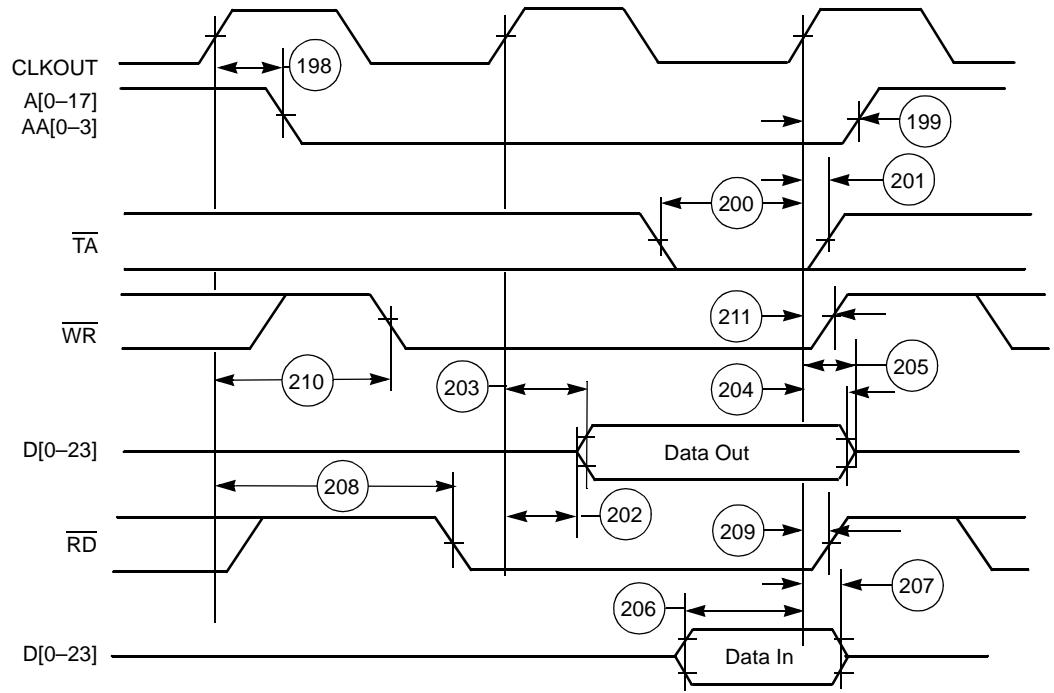 CLKOUT
198
A[0–17]
AA[0–3]
199
200
201
TA
WR
211
210
203
204
205
D[0–23]
Data Out
208
202
209
RD
206
207
D[0–23]
Data In